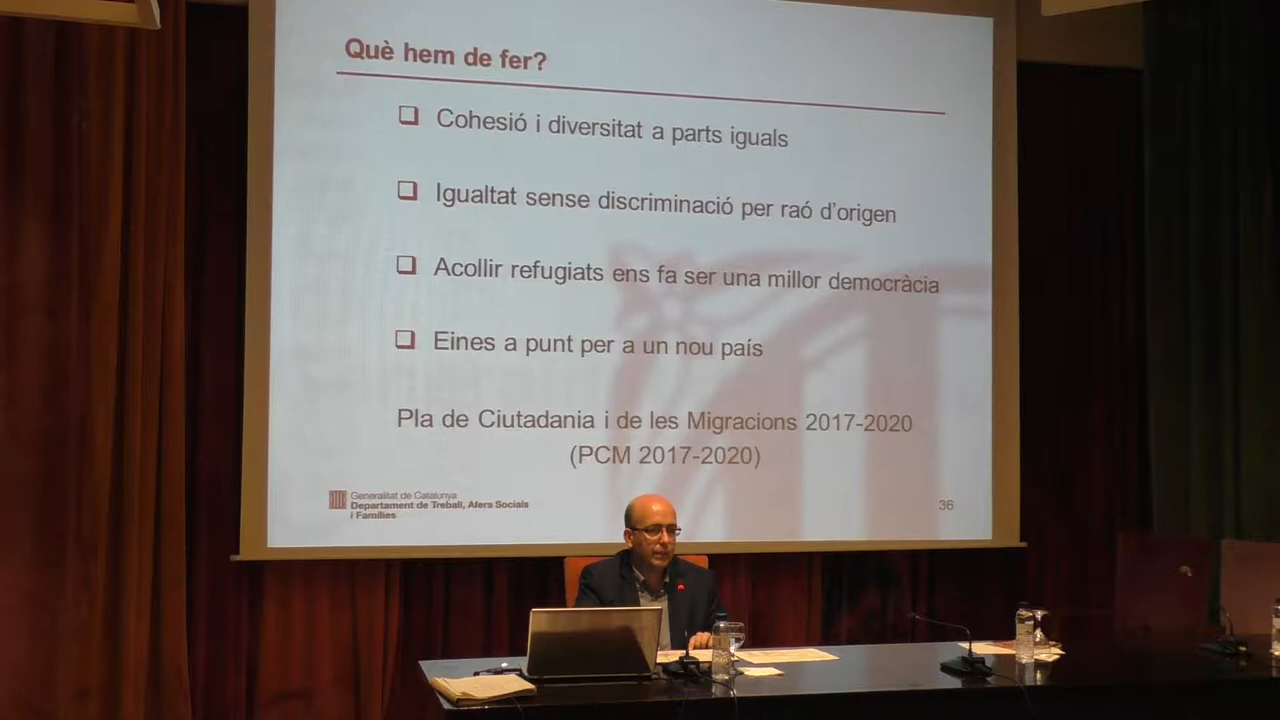 Què hem de fer?
Cohesió i diversitat a parts iguals
Igualtat sense discriminació per raó d'origen
Acollir refugiats ens fa ser una millor democràcia
Eines a punt per a un nou país
Pla de Ciutadania i de les Migracions 2017-2020
(PCM 2017-2020)
Generalitat de Catalunya
Departament de Treball, Afers Socials
i Famílies
36